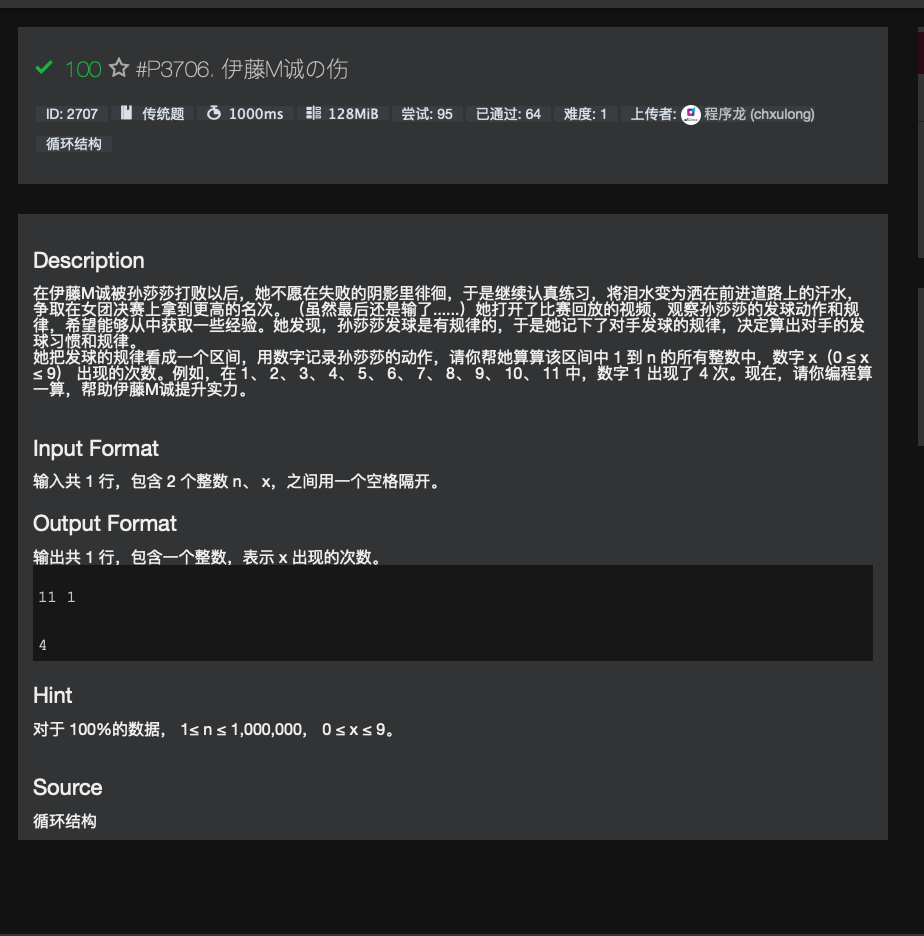 100 #P3706. 伊藤M诚の伤
ID: 2707 传统题 1000ms 128MiB 尝试: 95 已通过: 64 难度: 1 上传者: 程序龙 (chxulong)
循环结构
Description
在伊藤M诚被孙莎莎打败以后，她不愿在失败的阴影里徘徊，于是继续认真练习，将泪水变为洒在前进道路上的汗水，
争取在女团决赛上拿到更高的名次。（虽然最后还是输了......）她打开了比赛回放的视频，观察孙莎莎的发球动作和规
律，希望能够从中获取一些经验。她发现，孙莎莎发球是有规律的，于是她记下了对手发球的规律，决定算出对手的发
球习惯和规律。
她把发球的规律看成一个区间，用数字记录孙莎莎的动作，请你帮她算算该区间中 1 到 n 的所有整数中，数字 x（0 ≤ x
≤ 9） 出现的次数。例如，在 1、 2、 3、 4、 5、 6、 7、 8、 9、 10、 11 中，数字 1 出现了 4 次。现在，请你编程算
一算，帮助伊藤M诚提升实力。
Input Format
输入共 1 行，包含 2 个整数 n、 x，之间用一个空格隔开。
Output Format
输出共 1 行，包含一个整数，表示 x 出现的次数。
11 1
4
Hint
对于 100%的数据， 1≤ n ≤ 1,000,000， 0 ≤ x ≤ 9。
Source
循环结构